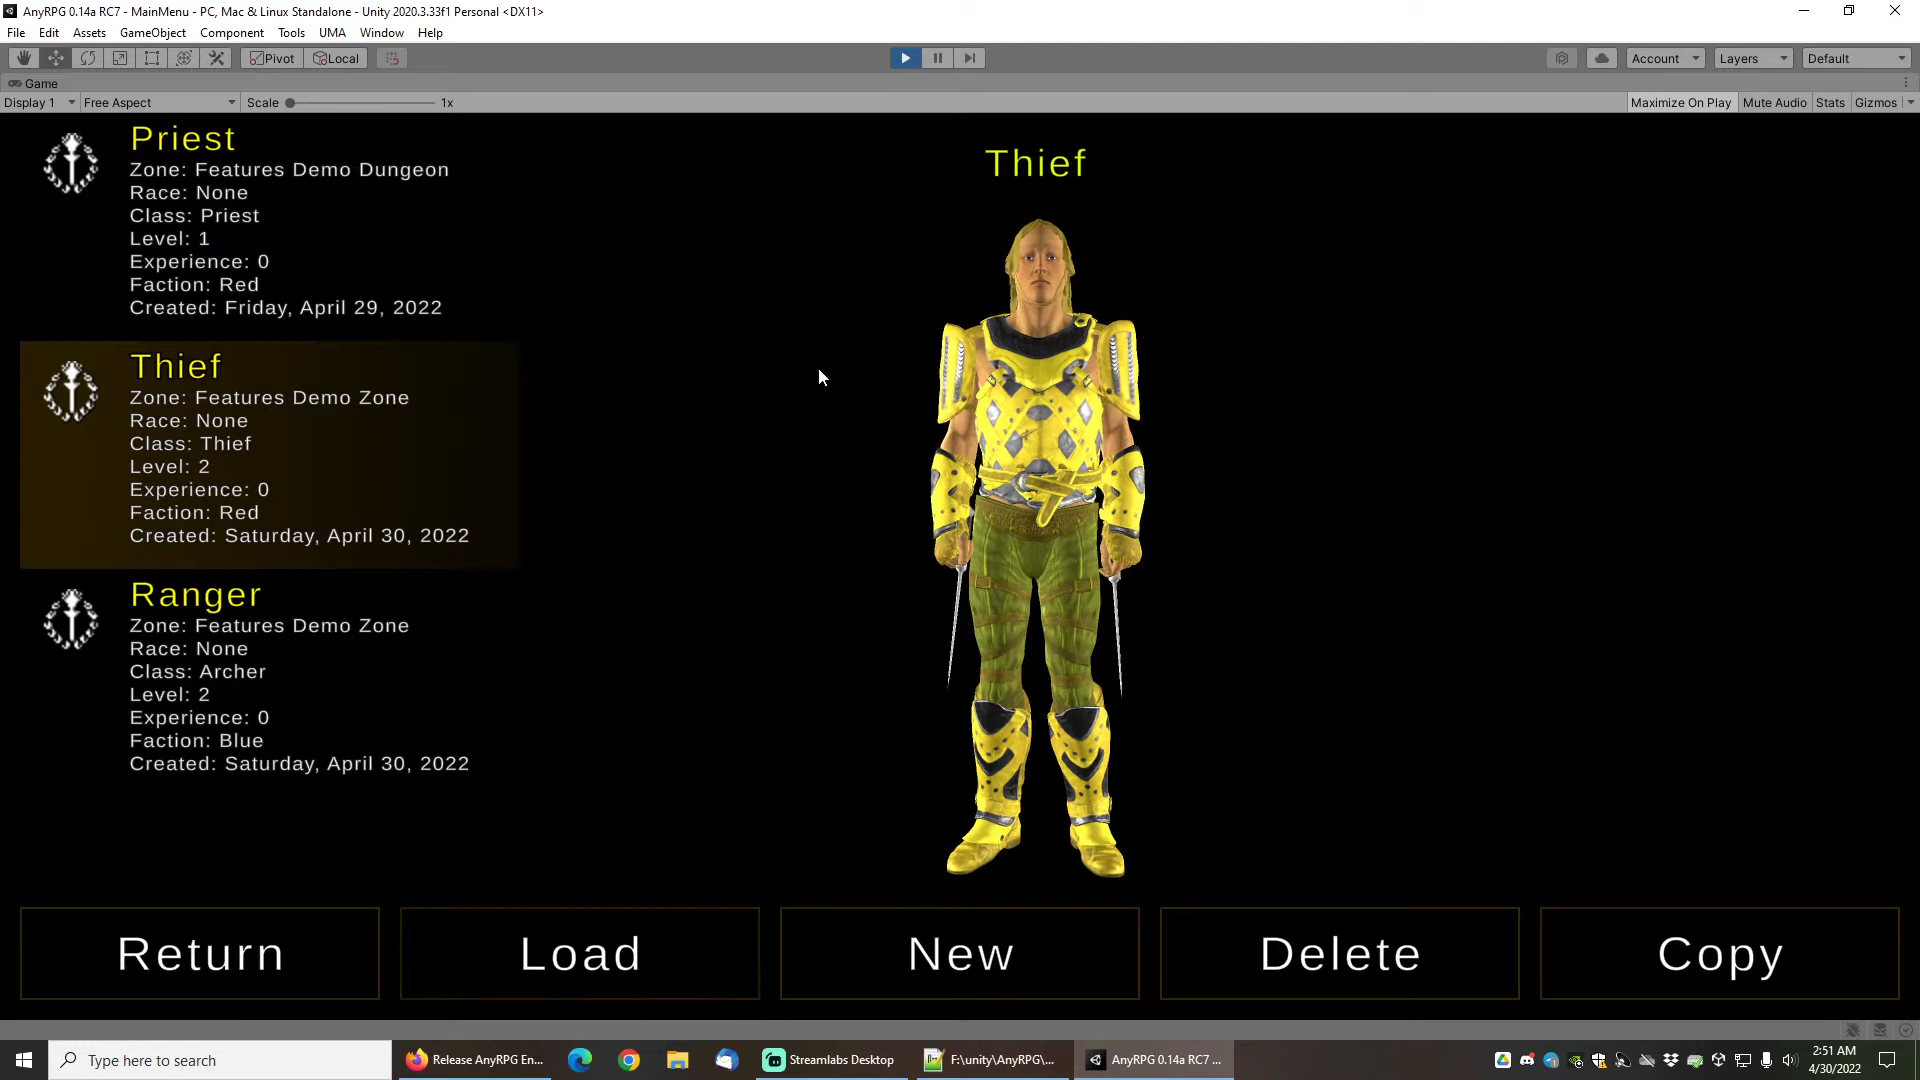 AnyRPG 0.14a RC7 - MainMenu - PC, Mac & Linux Standalone - Unity 2020.3.33f1 Personal <DX11>
File Edit Assets GameObject Component Tools UMA Window Help
Pivot Local Account Layers Default
Game
Display 1 Free Aspect Scale 1x Maximize On Play Mute Audio Stats Gizmos
Priest
Zone: Features Demo Dungeon
Race: None
Class: Priest
Level: 1
Experience: 0
Faction: Red
Created: Friday, April 29, 2022
Thief
Zone: Features Demo Zone
Race: None
Class: Thief
Level: 2
Experience: 0
Faction: Red
Created: Saturday, April 30, 2022
Ranger
Zone: Features Demo Zone
Race: None
Class: Archer
Level: 2
Experience: 0
Faction: Blue
Created: Saturday, April 30, 2022
Thief
Return Load New Delete Copy
Type here to search Release AnyRPG En... Streamlabs Desktop F:\unity\AnyRPG\... AnyRPG 0.14a RC7 ... 2:51 AM
4/30/2022